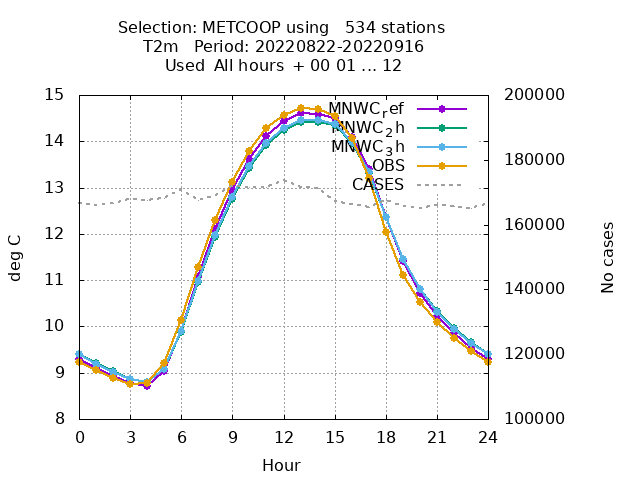 Selection: METCOOP using   534 stations
T2m   Period: 20220822-20220916
Used  All hours  + 00 01 ... 12
15
14
13
12
11
10
9
8
deg C
200000
180000
160000
140000
120000
100000
No cases
MNWC_ref
MNWC_2h
MNWC_3h
OBS
CASES
0 3 6 9 12 15 18 21 24
Hour